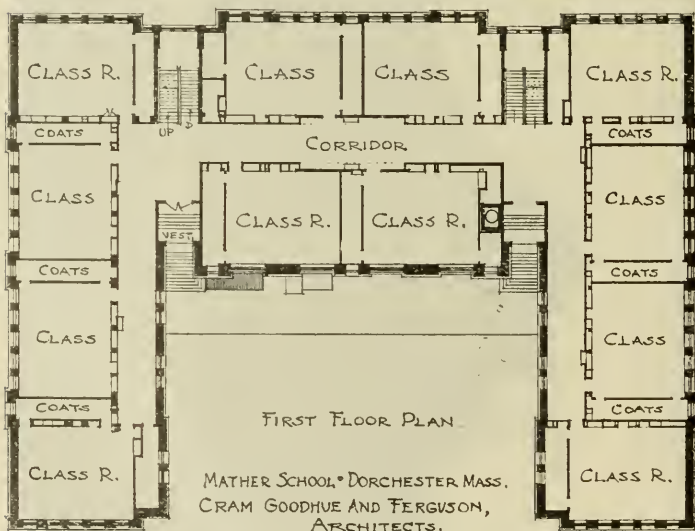 CLASS R.
CLASS
CLASS
CLASS R.
COATS
UP
CORRIDOR
COATS
CLASS
CLASS R.
CLASS R.
CLASS
VEST.
COATS
COATS
CLASS
CLASS
COATS
COATS
CLASS R.
CLASS R.
FIRST FLOOR PLAN
MATHER SCHOOL · DORCHESTER MASS.
CRAM GOODHUE AND FERGUSON,
ARCHITECTS.